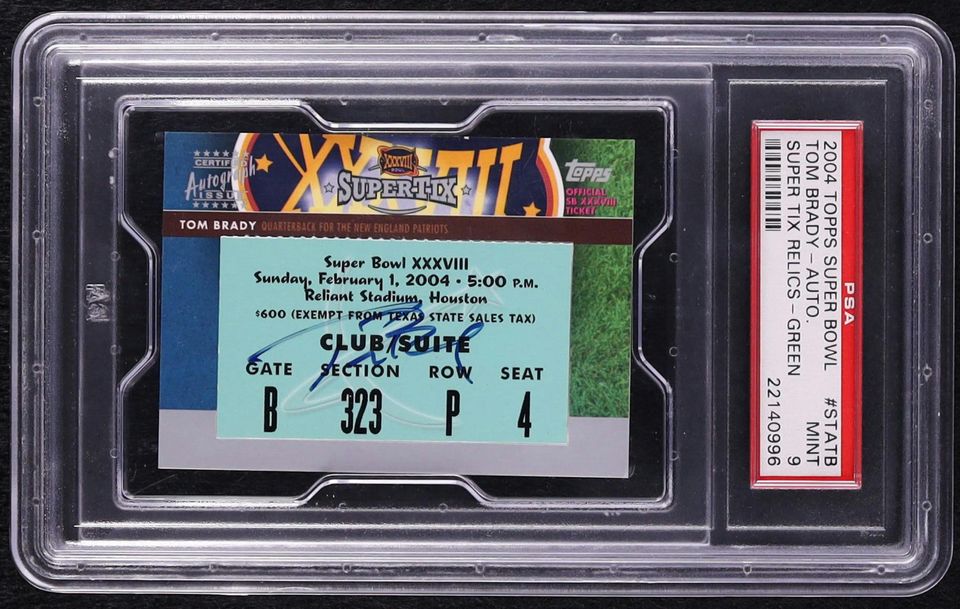 CERTIFIED
Autograph
ISSUE
XXXVIII
XXXVIII
BOWL
SUPER TIX
Topps
OFFICIAL
SB XXXVIII
TICKET
TOM BRADY QUARTERBACK FOR THE NEW ENGLAND PATRIOTS
Super Bowl XXXVIII
Sunday, February 1, 2004 • 5:00 P.M.
Reliant Stadium, Houston
$600 (EXEMPT FROM TEXAS STATE SALES TAX)
CLUB/SUITE
GATE SECTION ROW SEAT
B 323 P 4
PSA
2004 TOPPS SUPER BOWL #STATB
TOM BRADY-AUTO. MINT
SUPER TIX RELICS-GREEN 9
22140996